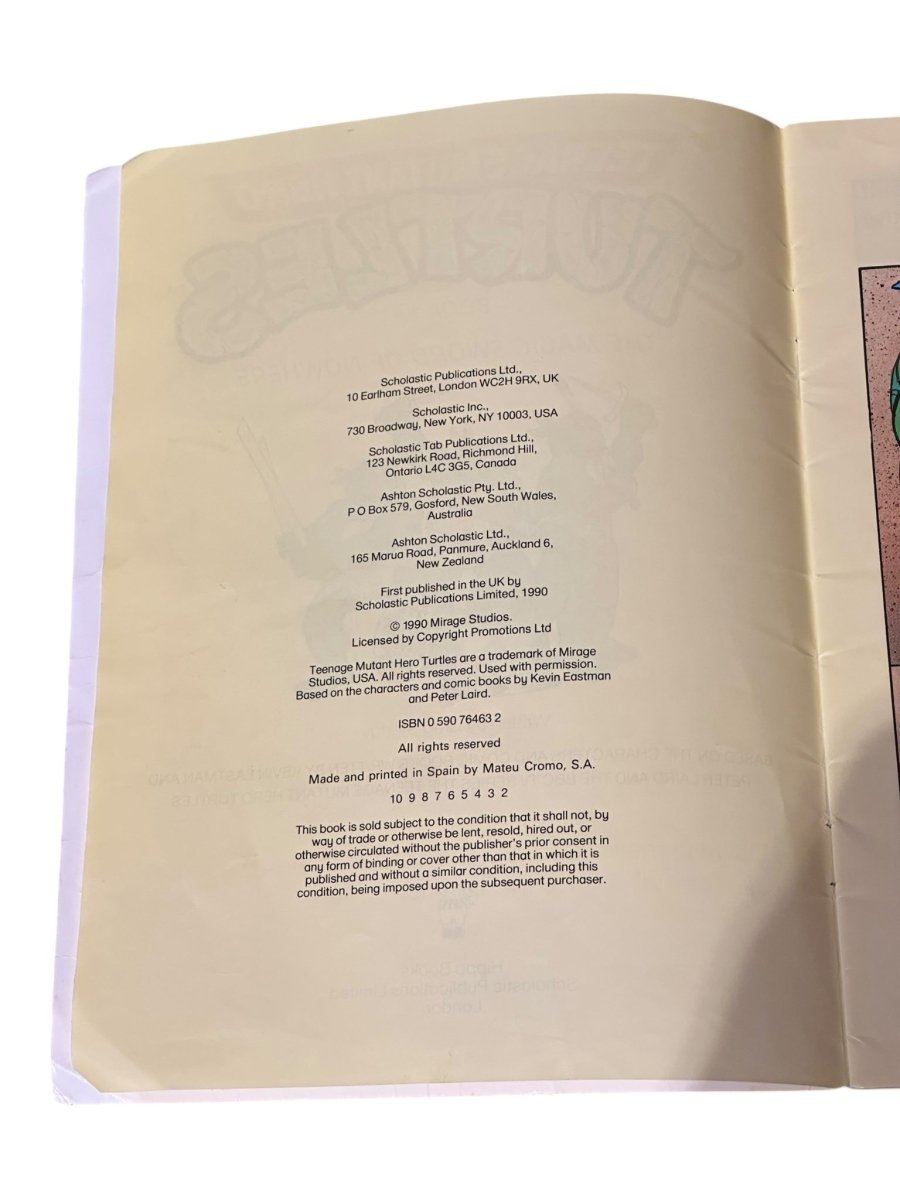 Scholastic Publications Ltd.,
10 Earlham Street, London WC2H 9RX, UK
Scholastic Inc.,
730 Broadway, New York, NY 10003, USA
Scholastic Tab Publications Ltd.,
123 Newkirk Road, Richmond Hill,
Ontario L4C 3G5, Canada
Ashton Scholastic Pty. Ltd.,
P O Box 579, Gosford, New South Wales,
Australia
Ashton Scholastic Ltd.,
165 Marua Road, Panmure, Auckland 6,
New Zealand
First published in the UK by
Scholastic Publications Limited, 1990
© 1990 Mirage Studios.
Licensed by Copyright Promotions Ltd
Teenage Mutant Hero Turtles are a trademark of Mirage
Studios, USA. All rights reserved. Used with permission.
Based on the characters and comic books by Kevin Eastman
and Peter Laird.
ISBN 0 590 76463 2
All rights reserved
Made and printed in Spain by Mateu Cromo, S.A.
10 9 8 7 6 5 4 3 2
This book is sold subject to the condition that it shall not, by
way of trade or otherwise be lent, resold, hired out, or
otherwise circulated without the publisher's prior consent in
any form of binding or cover other than that in which it is
published and without a similar condition, including this
condition, being imposed upon the subsequent purchaser.
TURTLES
Hippo Books
Scholastic Publications Limited
London